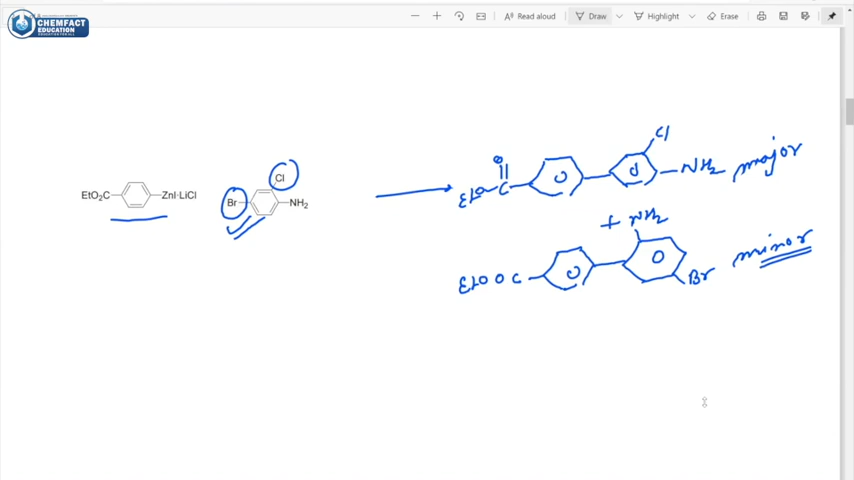 CHEMFACT
EDUCATION
Read aloud
Draw
Highlight
Erase
EtO₂C
ZnI·LiCl
Br
Cl
NH₂
EtO
C
O
Cl
NH₂
major
+
NH₂
EtOOC
Br
minor